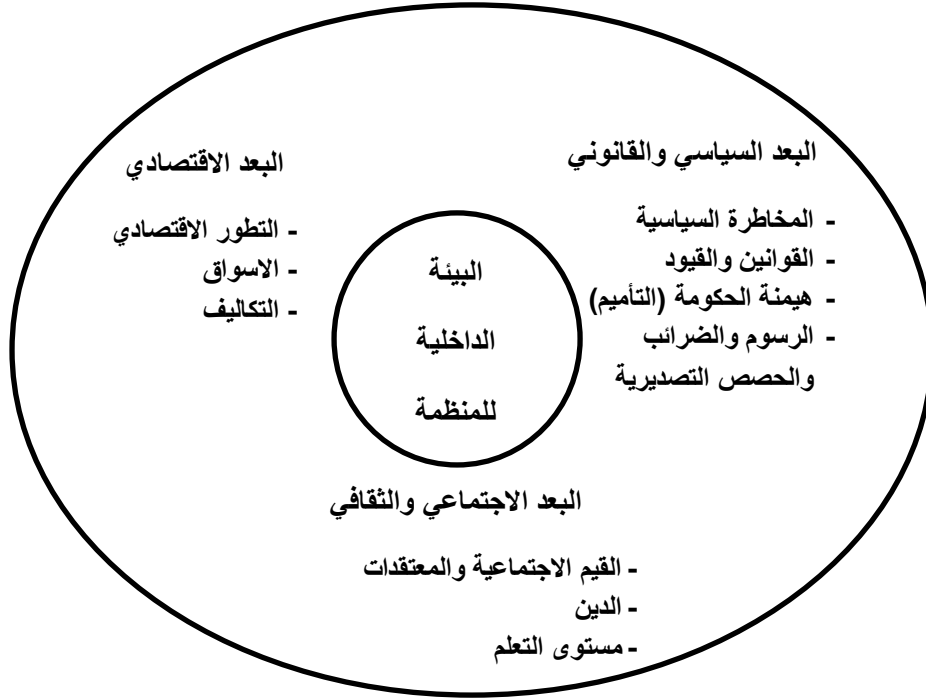 البعد السياسي والقانوني
- المخاطرة السياسية
- القوانين والقيود
- هيمنة الحكومة (التأميم)
- الرسوم والضرائب
والحصص التصديرية
البعد الاقتصادي
- التطور الاقتصادي
- الاسواق
- التكاليف
البيئة
الداخلية
للمنظمة
البعد الاجتماعي والثقافي
- القيم الاجتماعية والمعتقدات
- الدين
- مستوى التعلم